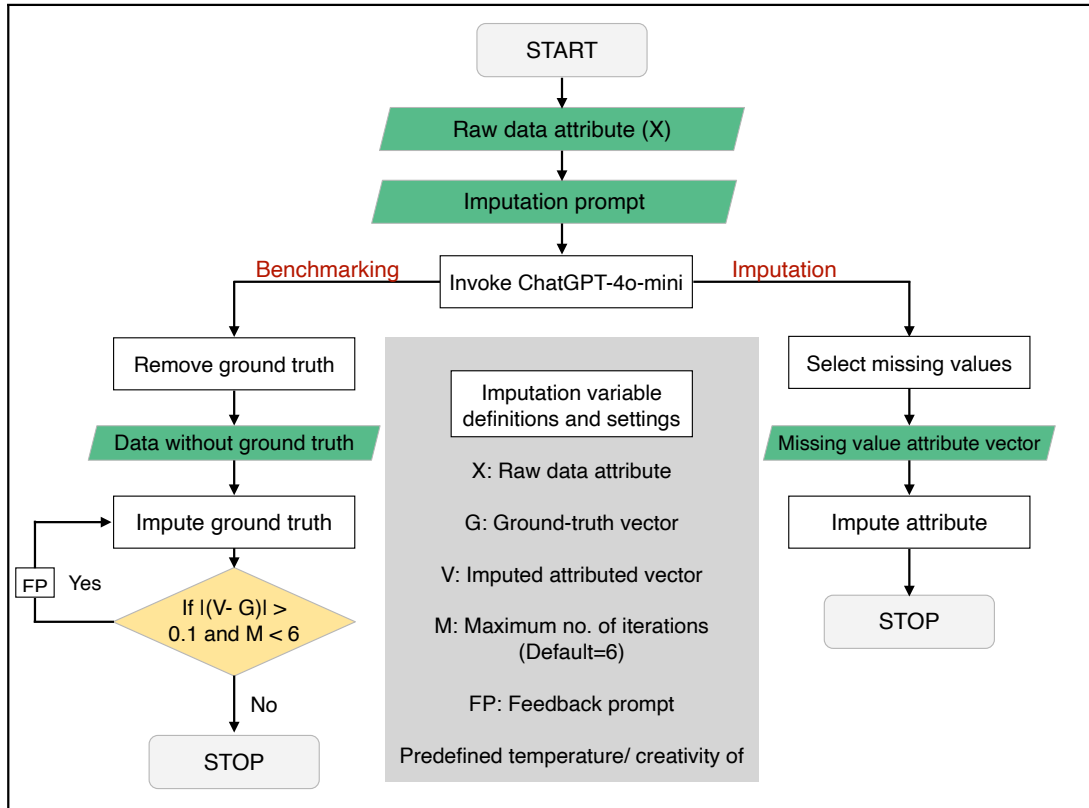 START
Raw data attribute (X)
Imputation prompt
Benchmarking
Invoke ChatGPT-4o-mini
Imputation
Remove ground truth
Data without ground truth
Impute ground truth
FP
Yes
If |(V- G)| >
0.1 and M < 6
No
STOP
Imputation variable
definitions and settings
X: Raw data attribute
G: Ground-truth vector
V: Imputed attributed vector
M: Maximum no. of iterations
(Default=6)
FP: Feedback prompt
Predefined temperature/ creativity of
Select missing values
Missing value attribute vector
Impute attribute
STOP